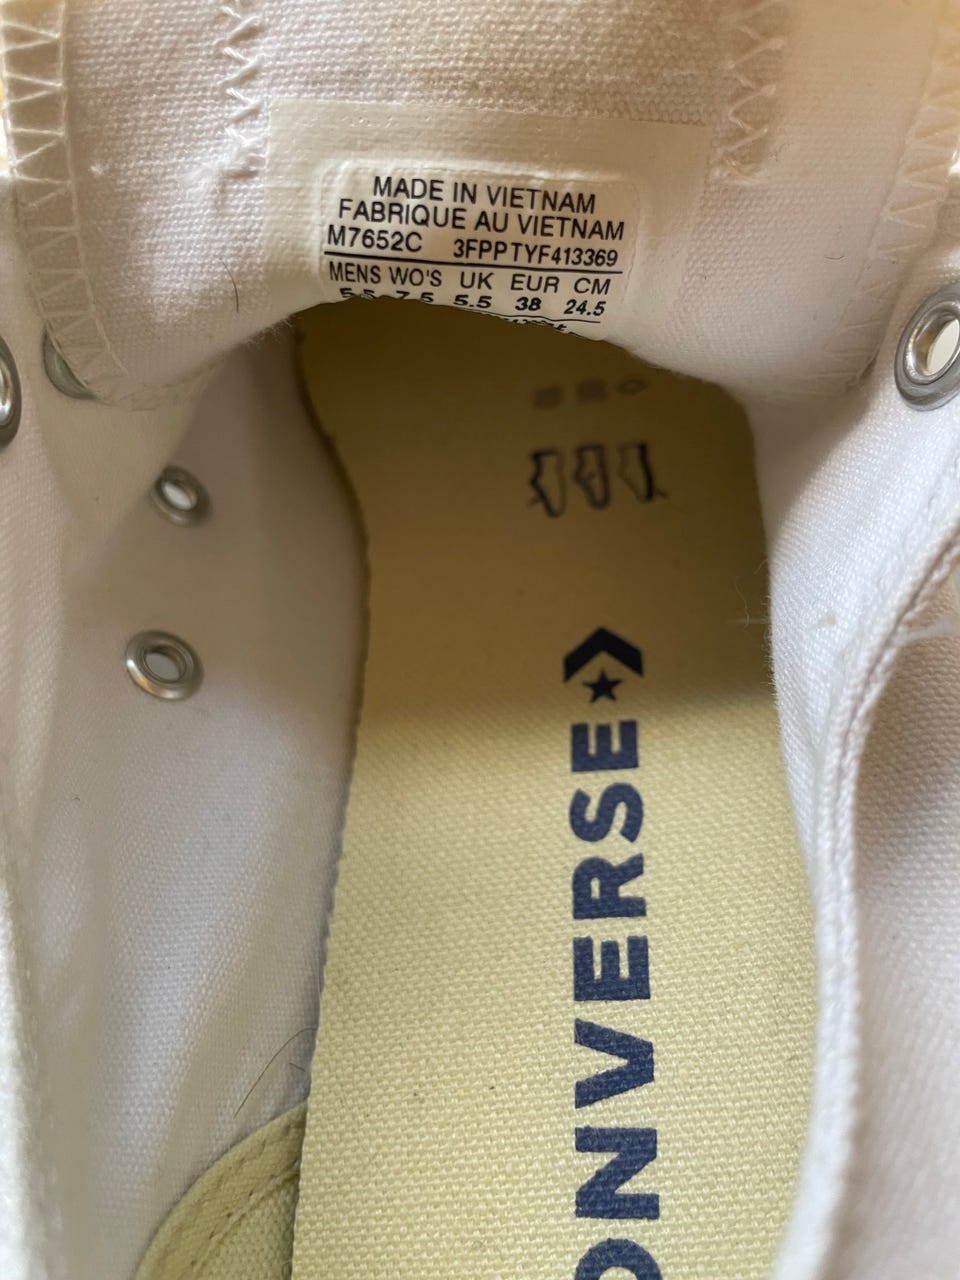 MADE IN VIETNAM
FABRIQUE AU VIETNAM
M7652C 3FPPTYF413369
MENS WO'S UK EUR CM
5.5 7.5 5.5 38 24.5
ONVERSE